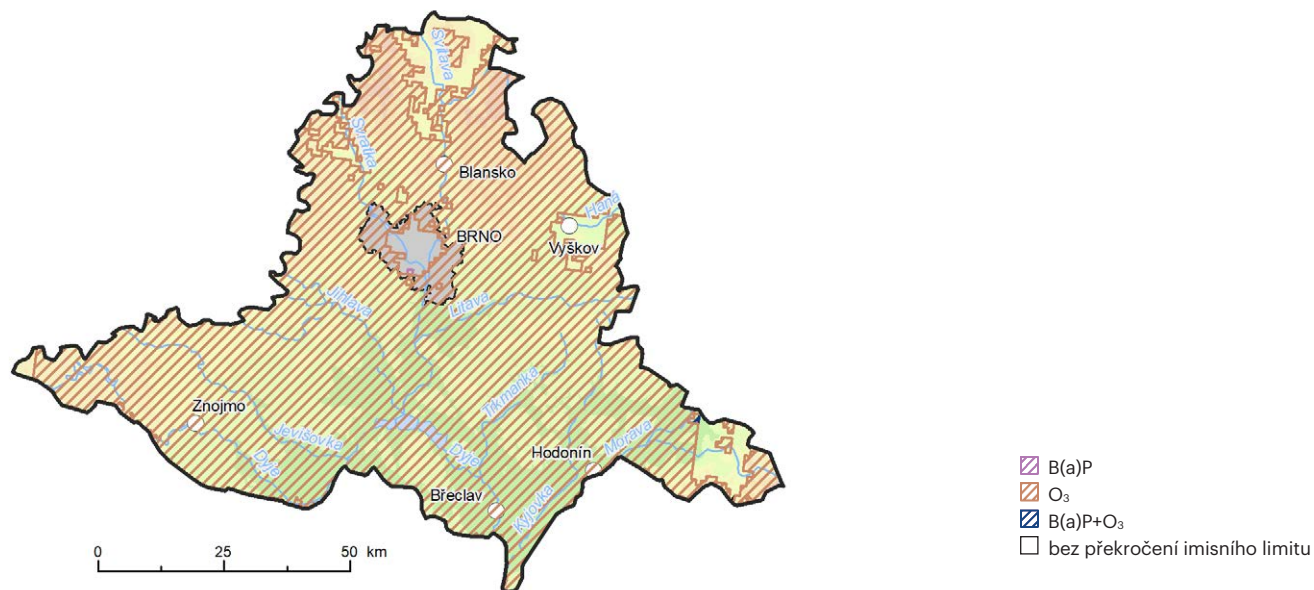 Svitava
Svratka
Blansko
Haná
BRNO
Vyškov
Jihlava
Litava
Trkmanka
Znojmo
Jevišovka
Morava
Hodonín
Dyje
Dyje
Břeclav
Kyjovka
0 25 50 km
B(a)P
O₃
B(a)P+O₃
bez překročení imisního limitu